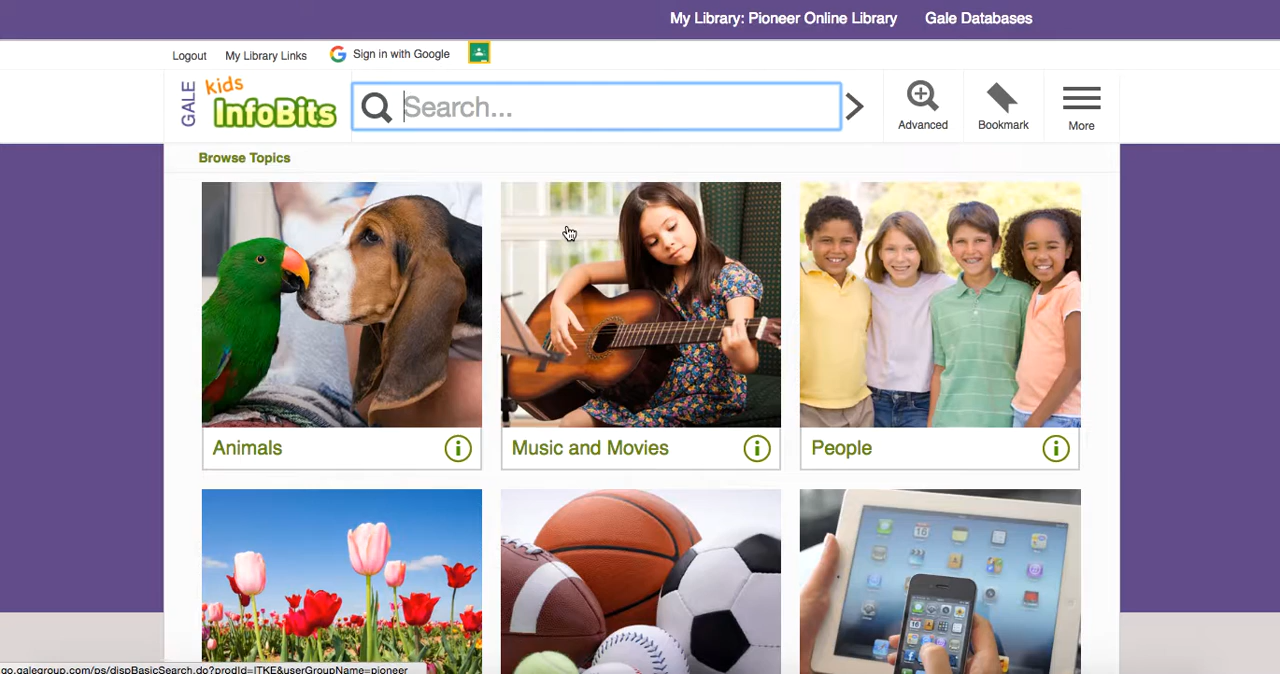 My Library: Pioneer Online Library Gale Databases
Logout My Library Links Sign in with Google
GALE kids InfoBits
Search...
Advanced Bookmark More
Browse Topics
Animals Music and Movies People
go.galegroup.com/ps/dispBasicSearch.do?prodId=ITKE&userGroupName=pioneer